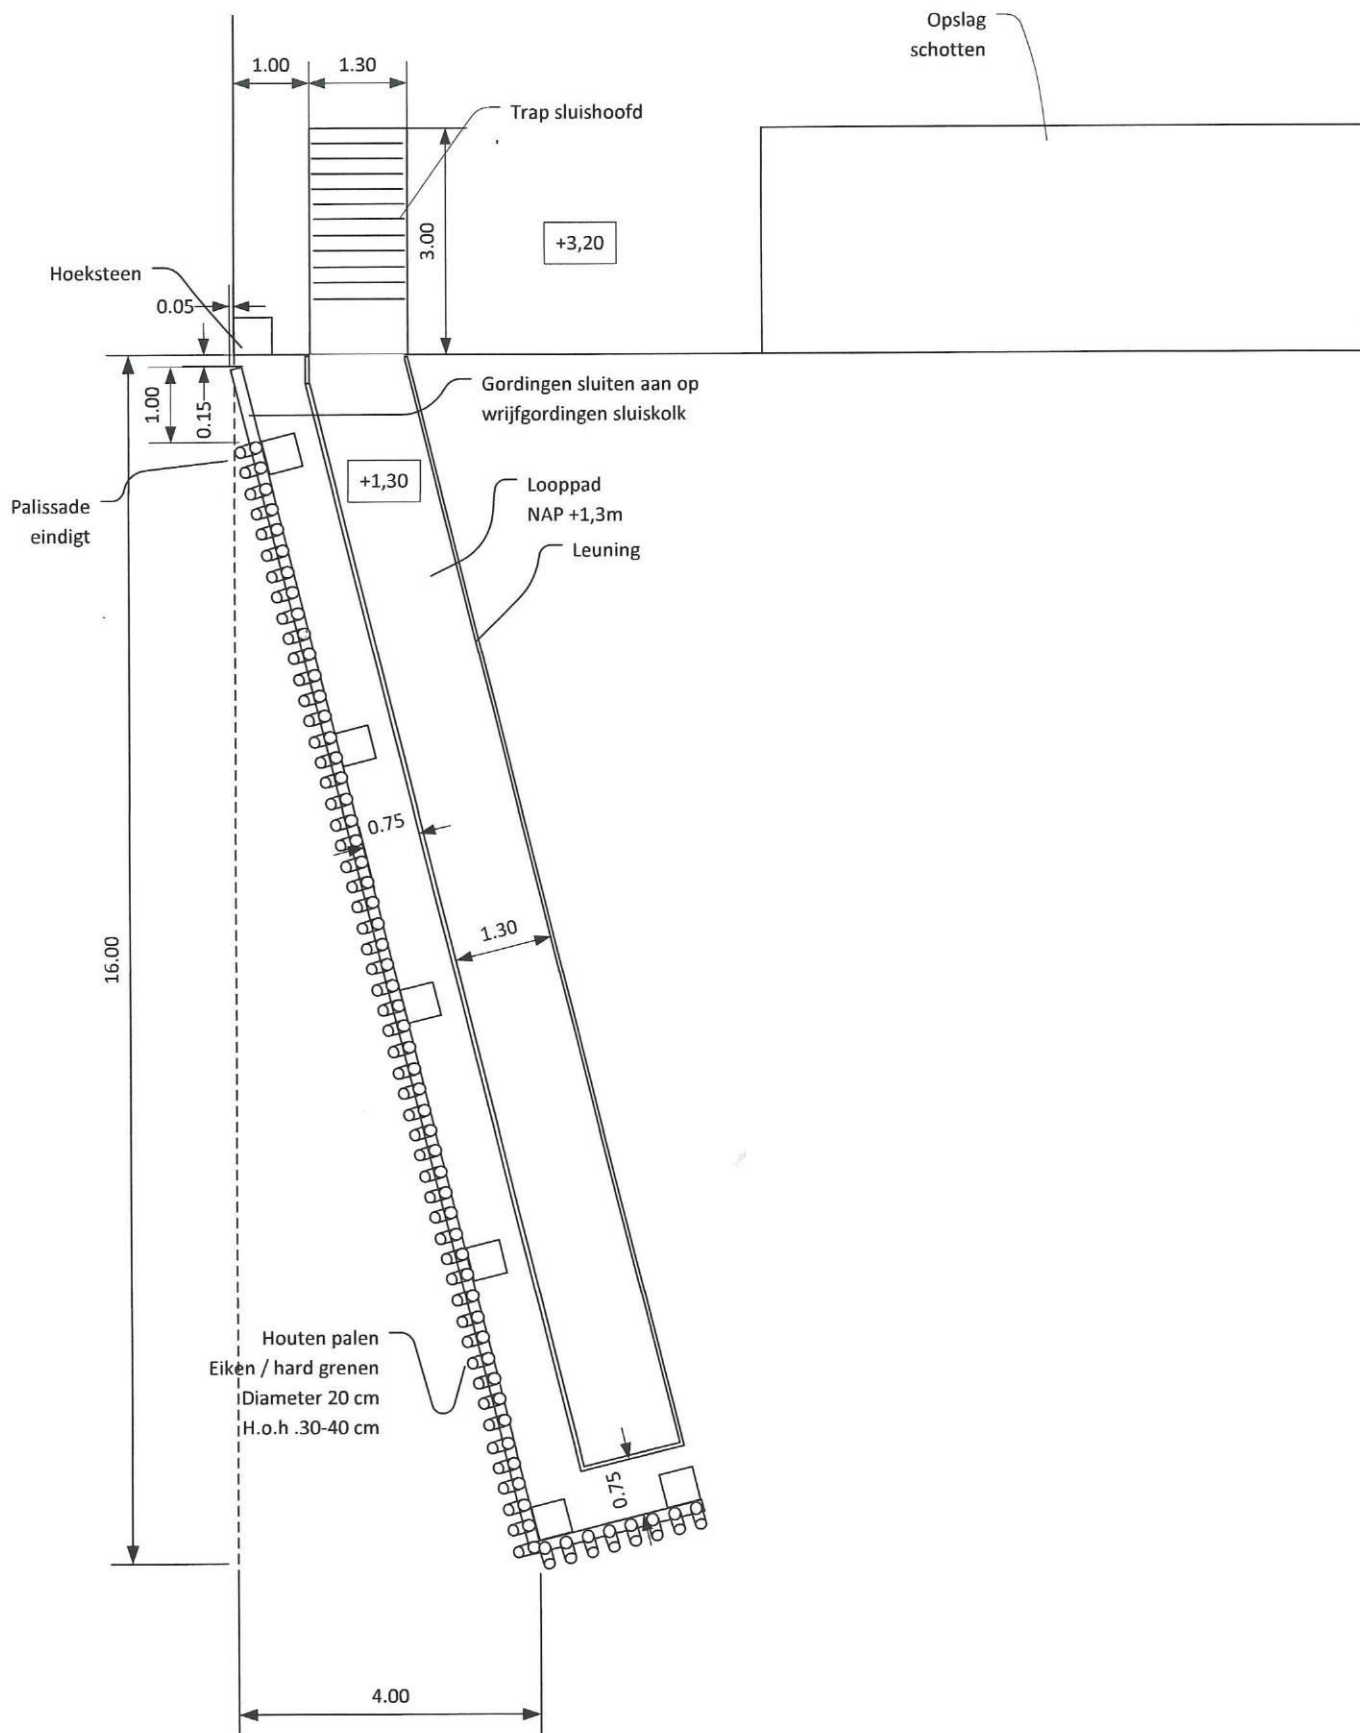 Opslag
schotten
1.00
1.30
Trap sluishoofd
3.00
+3,20
Hoeksteen
0.05
1.00
0.15
Gordingen sluiten aan op
wrijfgordingen sluiskolk
+1,30
Looppad
NAP +1,3m
Palissade
eindigt
Leuning
0.75
1.30
16.00
Houten palen
Eiken / hard grenen
Diameter 20 cm
H.o.h .30-40 cm
0.75
4.00